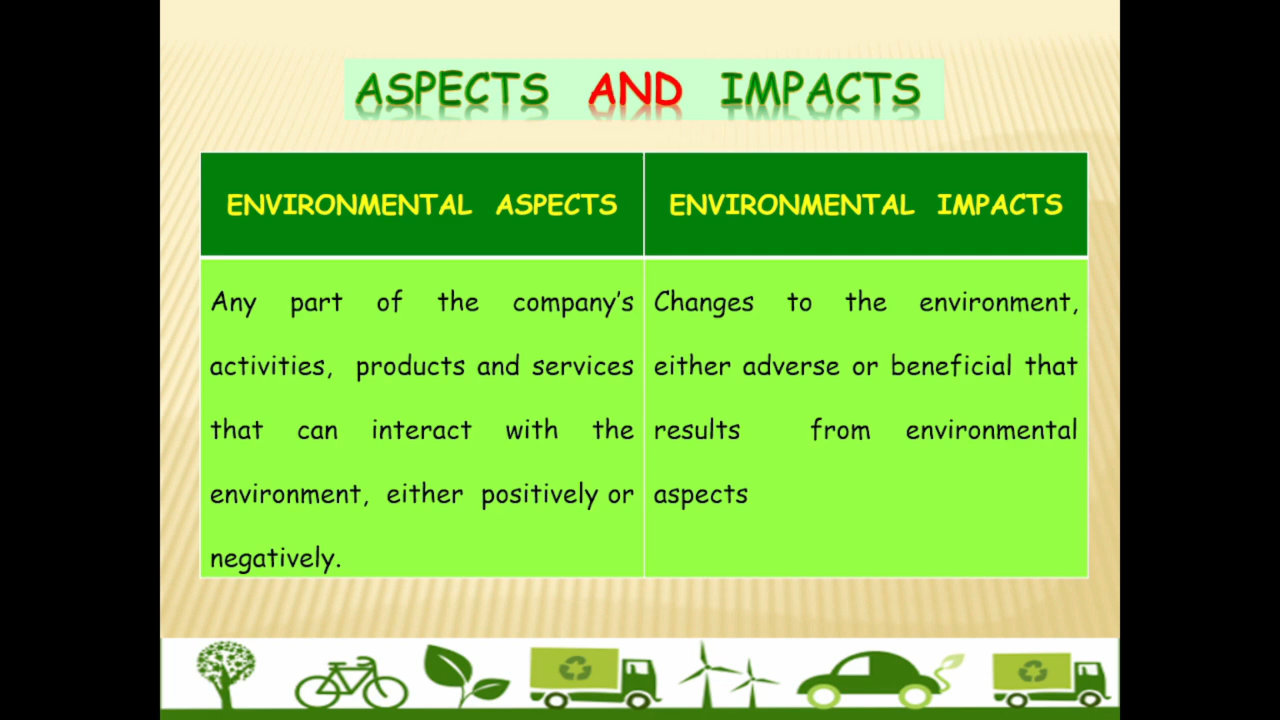 ASPECTS AND IMPACTS
ENVIRONMENTAL ASPECTS
Any part of the company's
activities, products and services
that can interact with the
environment, either positively or
negatively.
ENVIRONMENTAL IMPACTS
Changes to the environment,
either adverse or beneficial that
results from environmental
aspects